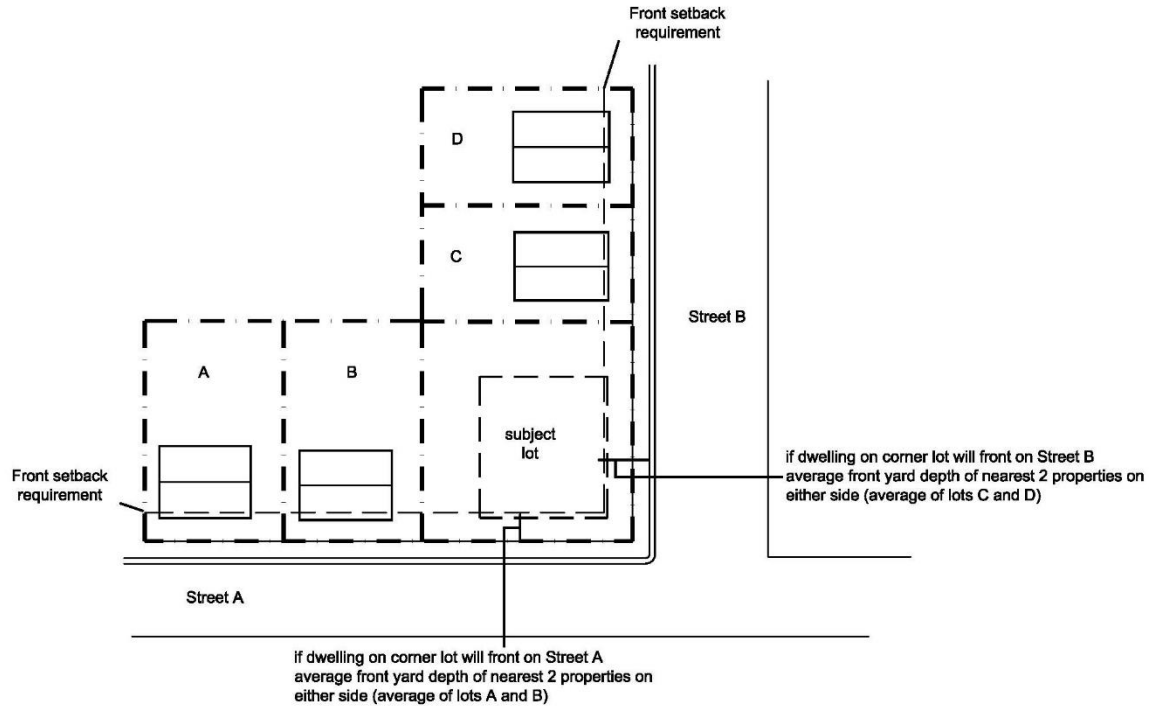 Front setback
requirement
D
C
Street B
A
B
subject
lot
Front setback
requirement
if dwelling on corner lot will front on Street B
average front yard depth of nearest 2 properties on
either side (average of lots C and D)
Street A
if dwelling on corner lot will front on Street A
average front yard depth of nearest 2 properties on
either side (average of lots A and B)